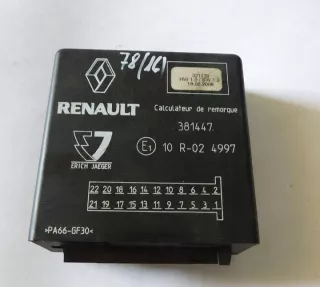 78/(16)
RENAULT
Calculateur de remorque
381447.
E1 10 R-02 4997
ERICH JAEGER
22 20 18 16 14 12 10 8 6 4 2
21 19 17 15 13 11 9 7 5 3 1
>PA66-GF30<